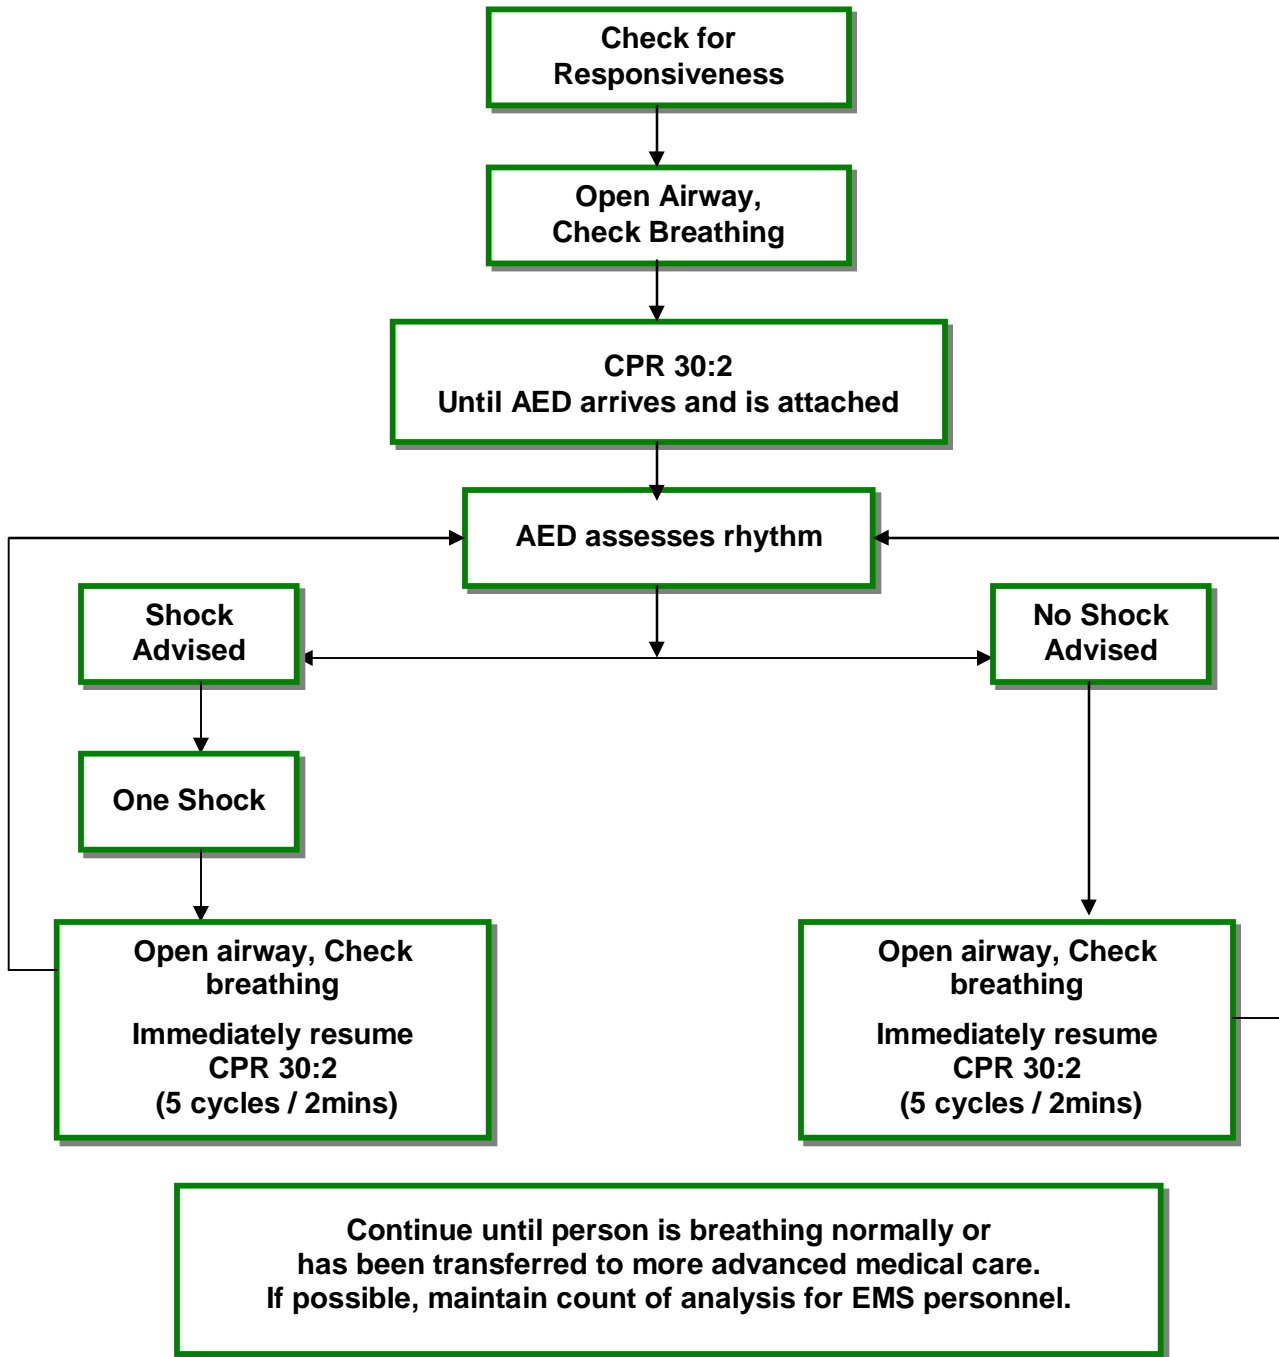 Check for
Responsiveness
Open Airway,
Check Breathing
CPR 30:2
Until AED arrives and is attached
AED assesses rhythm
Shock
Advised
No Shock
Advised
One Shock
Open airway, Check
breathing
Immediately resume
CPR 30:2
(5 cycles / 2mins)
Open airway, Check
breathing
Immediately resume
CPR 30:2
(5 cycles / 2mins)
Continue until person is breathing normally or
has been transferred to more advanced medical care.
If possible, maintain count of analysis for EMS personnel.